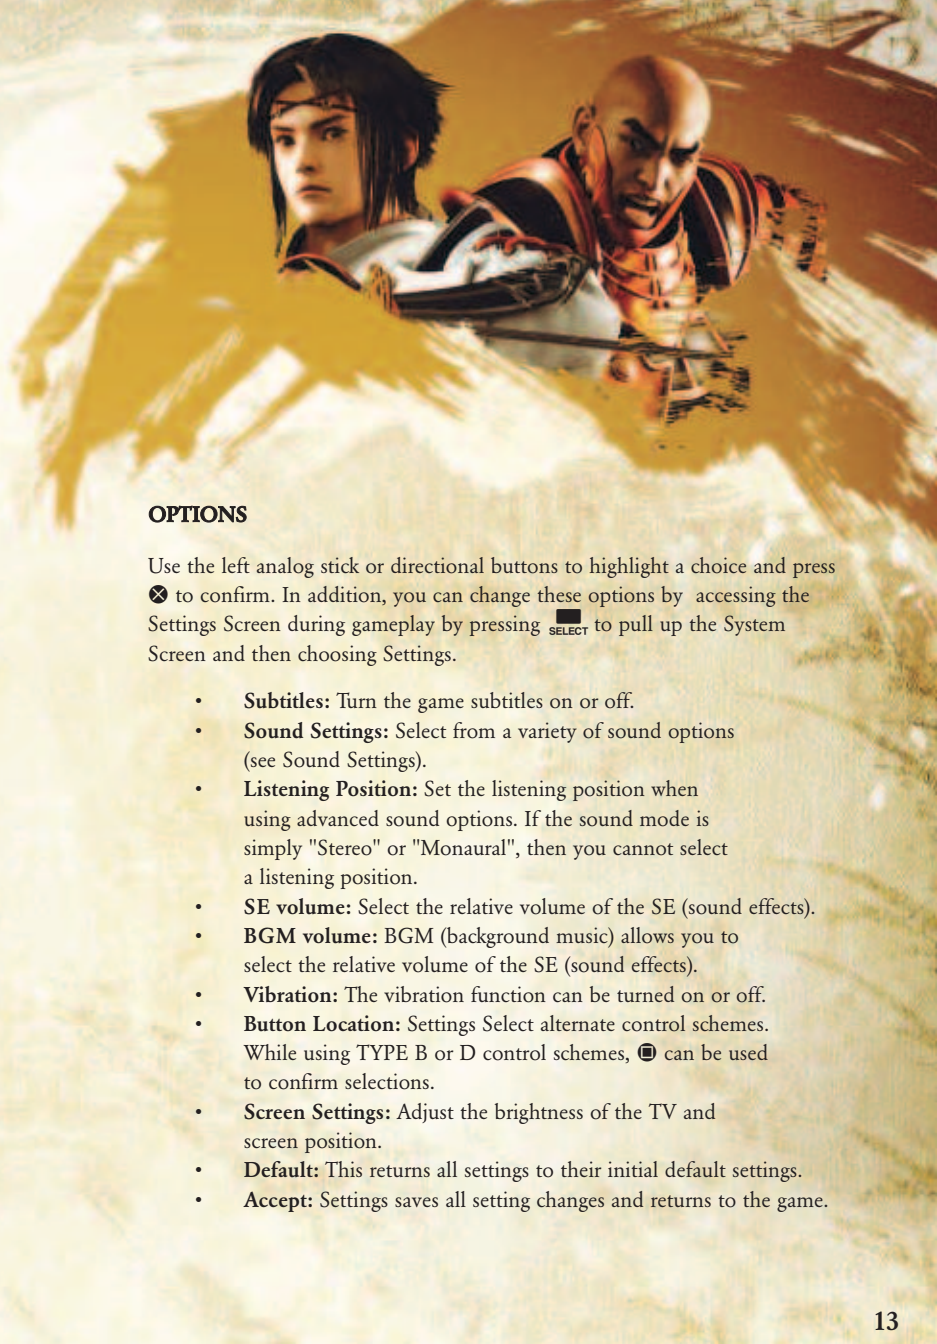 OPTIONS
Use the left analog stick or directional buttons to highlight a choice and press
to confirm. In addition, you can change these options by accessing the
Settings Screen during gameplay by pressing SELECT to pull up the System
Screen and then choosing Settings.
• Subtitles: Turn the game subtitles on or off.
• Sound Settings: Select from a variety of sound options
(see Sound Settings).
• Listening Position: Set the listening position when
using advanced sound options. If the sound mode is
simply "Stereo" or "Monaural", then you cannot select
a listening position.
• SE volume: Select the relative volume of the SE (sound effects).
• BGM volume: BGM (background music) allows you to
select the relative volume of the SE (sound effects).
• Vibration: The vibration function can be turned on or off.
• Button Location: Settings Select alternate control schemes.
While using TYPE B or D control schemes, can be used
to confirm selections.
• Screen Settings: Adjust the brightness of the TV and
screen position.
• Default: This returns all settings to their initial default settings.
• Accept: Settings saves all setting changes and returns to the game.
13